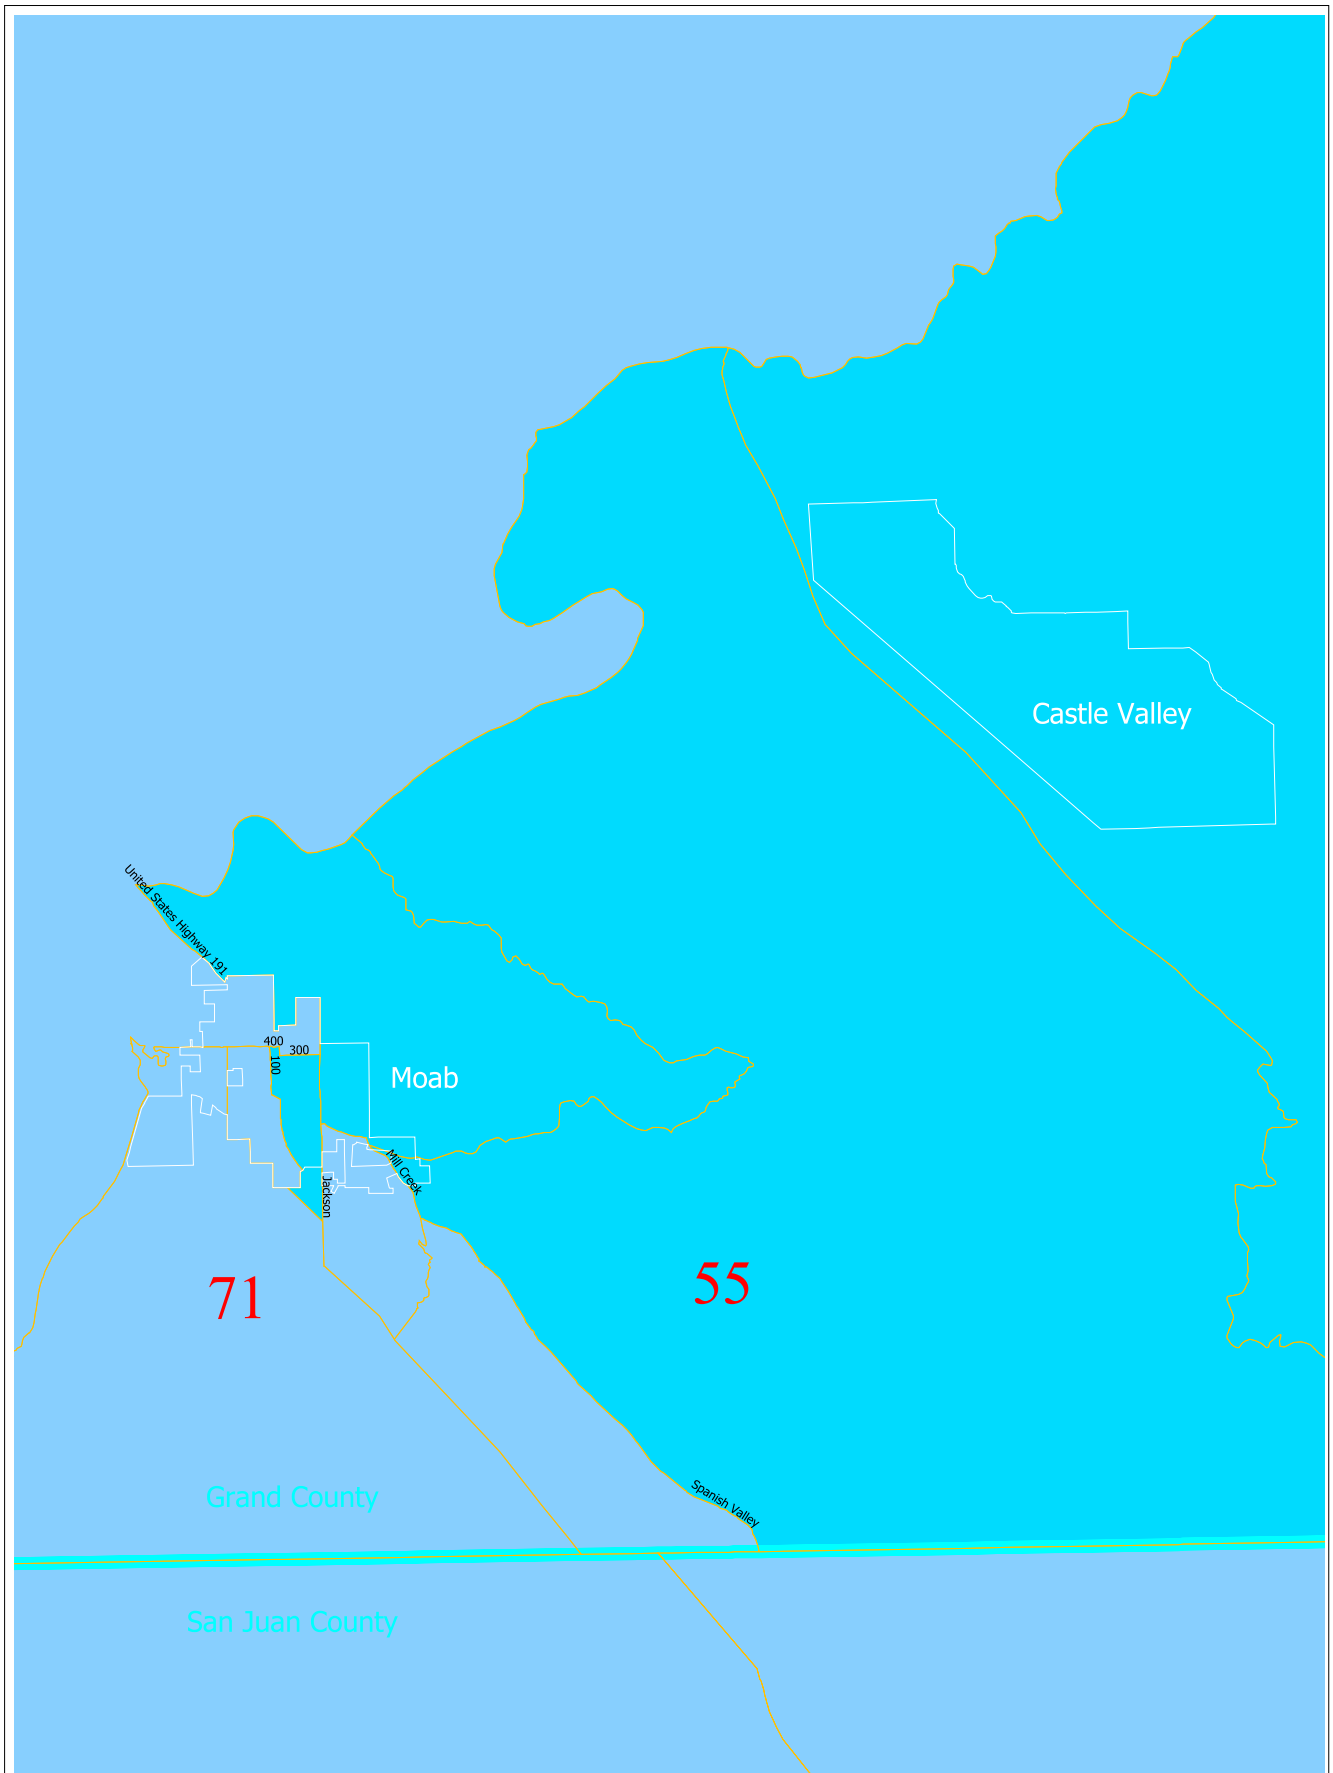 Castle Valley
United States Highway 191
400
300
100
Moab
Mill Creek
Jackson
71
55
Spanish Valley
Grand County
San Juan County